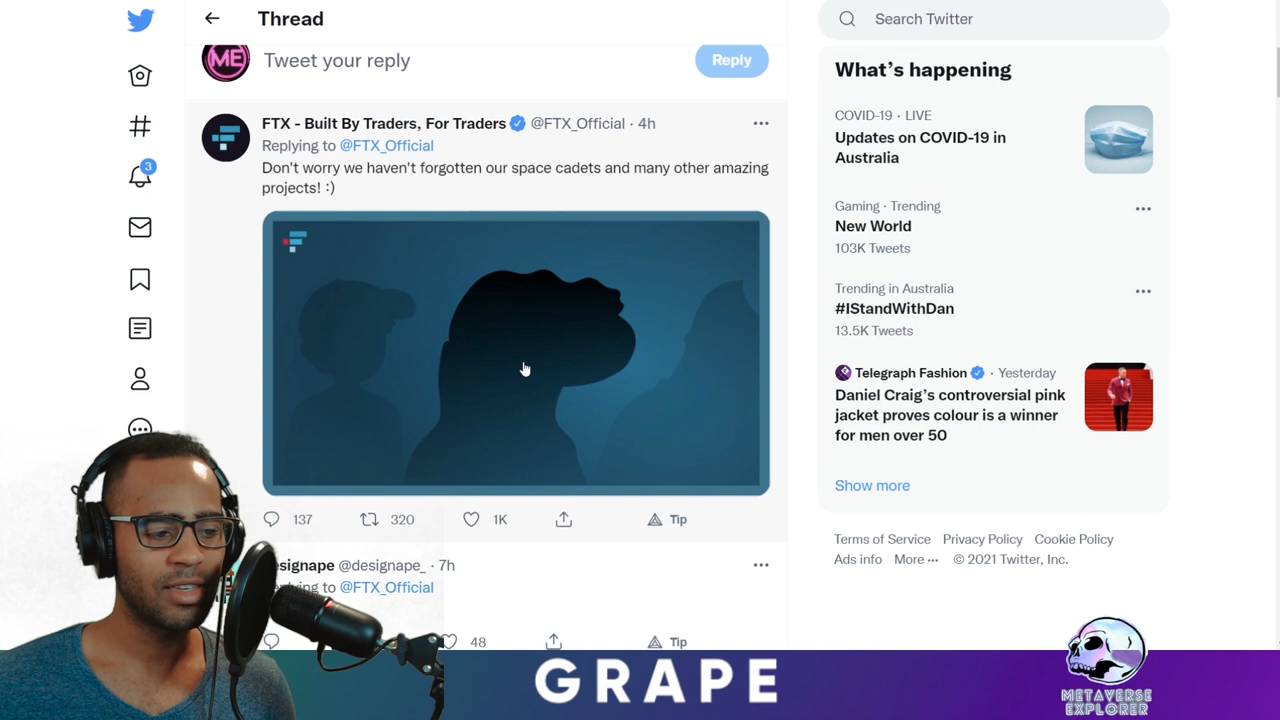 Thread
Search Twitter
ME
Tweet your reply
Reply
FTX - Built By Traders, For Traders @FTX_Official · 4h
Replying to @FTX_Official
Don't worry we haven't forgotten our space cadets and many other amazing
projects! :)
137
320
1K
Tip
esignape @designape_ · 7h
ying to @FTX_Official
48
Tip
3
What's happening
COVID-19 · LIVE
Updates on COVID-19 in
Australia
Gaming · Trending
New World
103K Tweets
Trending in Australia
#IStandWithDan
13.5K Tweets
Telegraph Fashion · Yesterday
Daniel Craig's controversial pink
jacket proves colour is a winner
for men over 50
Show more
Terms of Service Privacy Policy Cookie Policy
Ads info More ··· © 2021 Twitter, Inc.
GRAPE
METAVERSE
EXPLORER